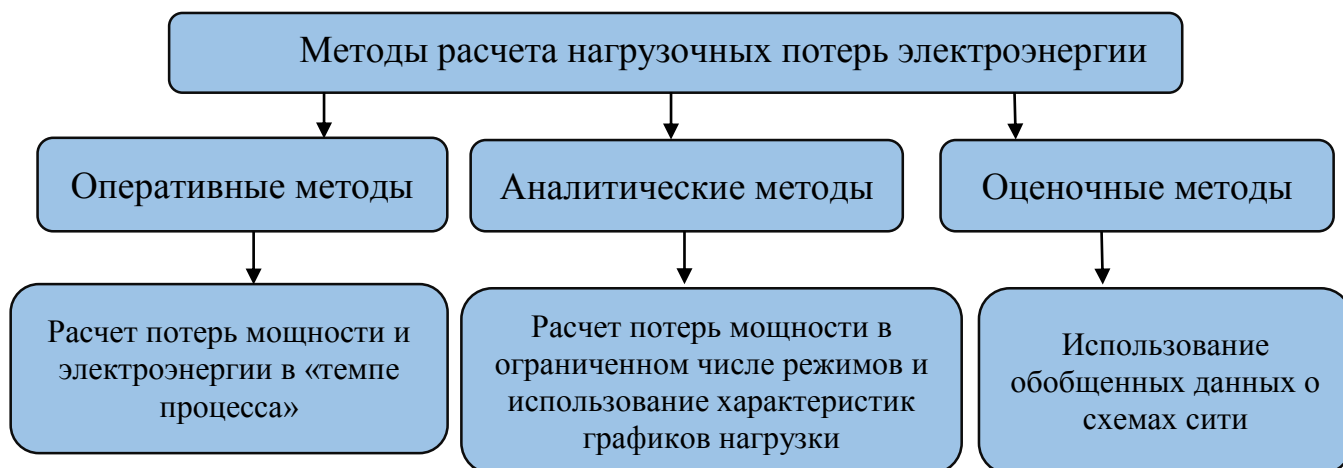 Методы расчета нагрузочных потерь электроэнергии
Оперативные методы
Аналитические методы
Оценочные методы
Расчет потерь мощности и
электроэнергии в «темпе
процесса»
Расчет потерь мощности в
ограниченном числе режимов и
использование характеристик
графиков нагрузки
Использование
обобщенных данных о
схемах сити